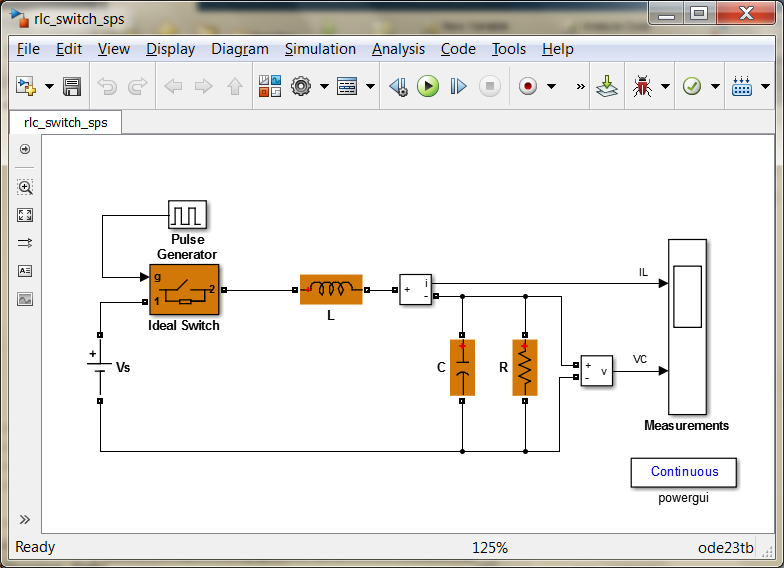 rlc_switch_sps
File Edit View Display Diagram Simulation Analysis Code Tools Help
»
rlc_switch_sps
Pulse
Generator
g
1
2
Ideal Switch
L
+
i
-
IL
+
Vs
C
R
+
-
v
VC
Measurements
Continuous
powergui
»
Ready
125%
ode23tb